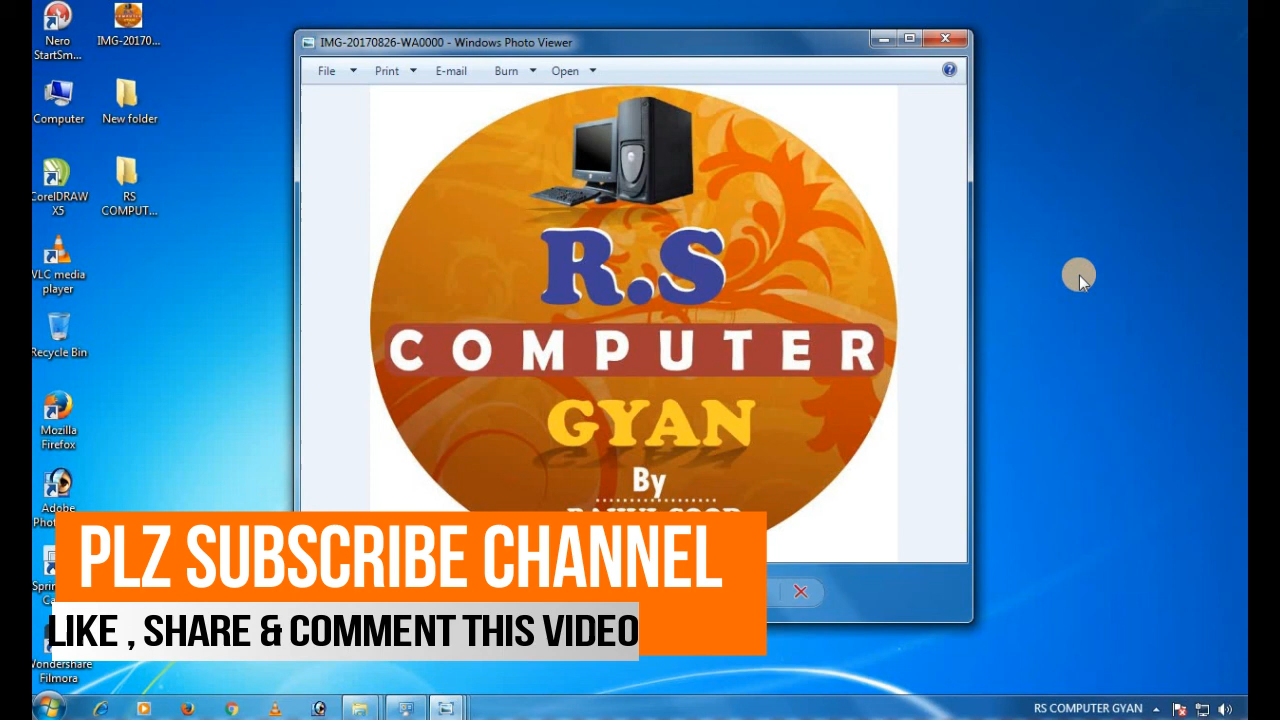 Nero
StartSm...
IMG-20170...
Computer
New folder
CorelDRAW
X5
RS
COMPUT...
VLC media
player
Recycle Bin
Mozilla
Firefox
Adobe
Wondershare
Filmora
IMG-20170826-WA0000 - Windows Photo Viewer
File
Print
E-mail
Burn
Open
R.S
COMPUTER
GYAN
By
PLZ SUBSCRIBE CHANNEL
LIKE , SHARE & COMMENT THIS VIDEO
RS COMPUTER GYAN